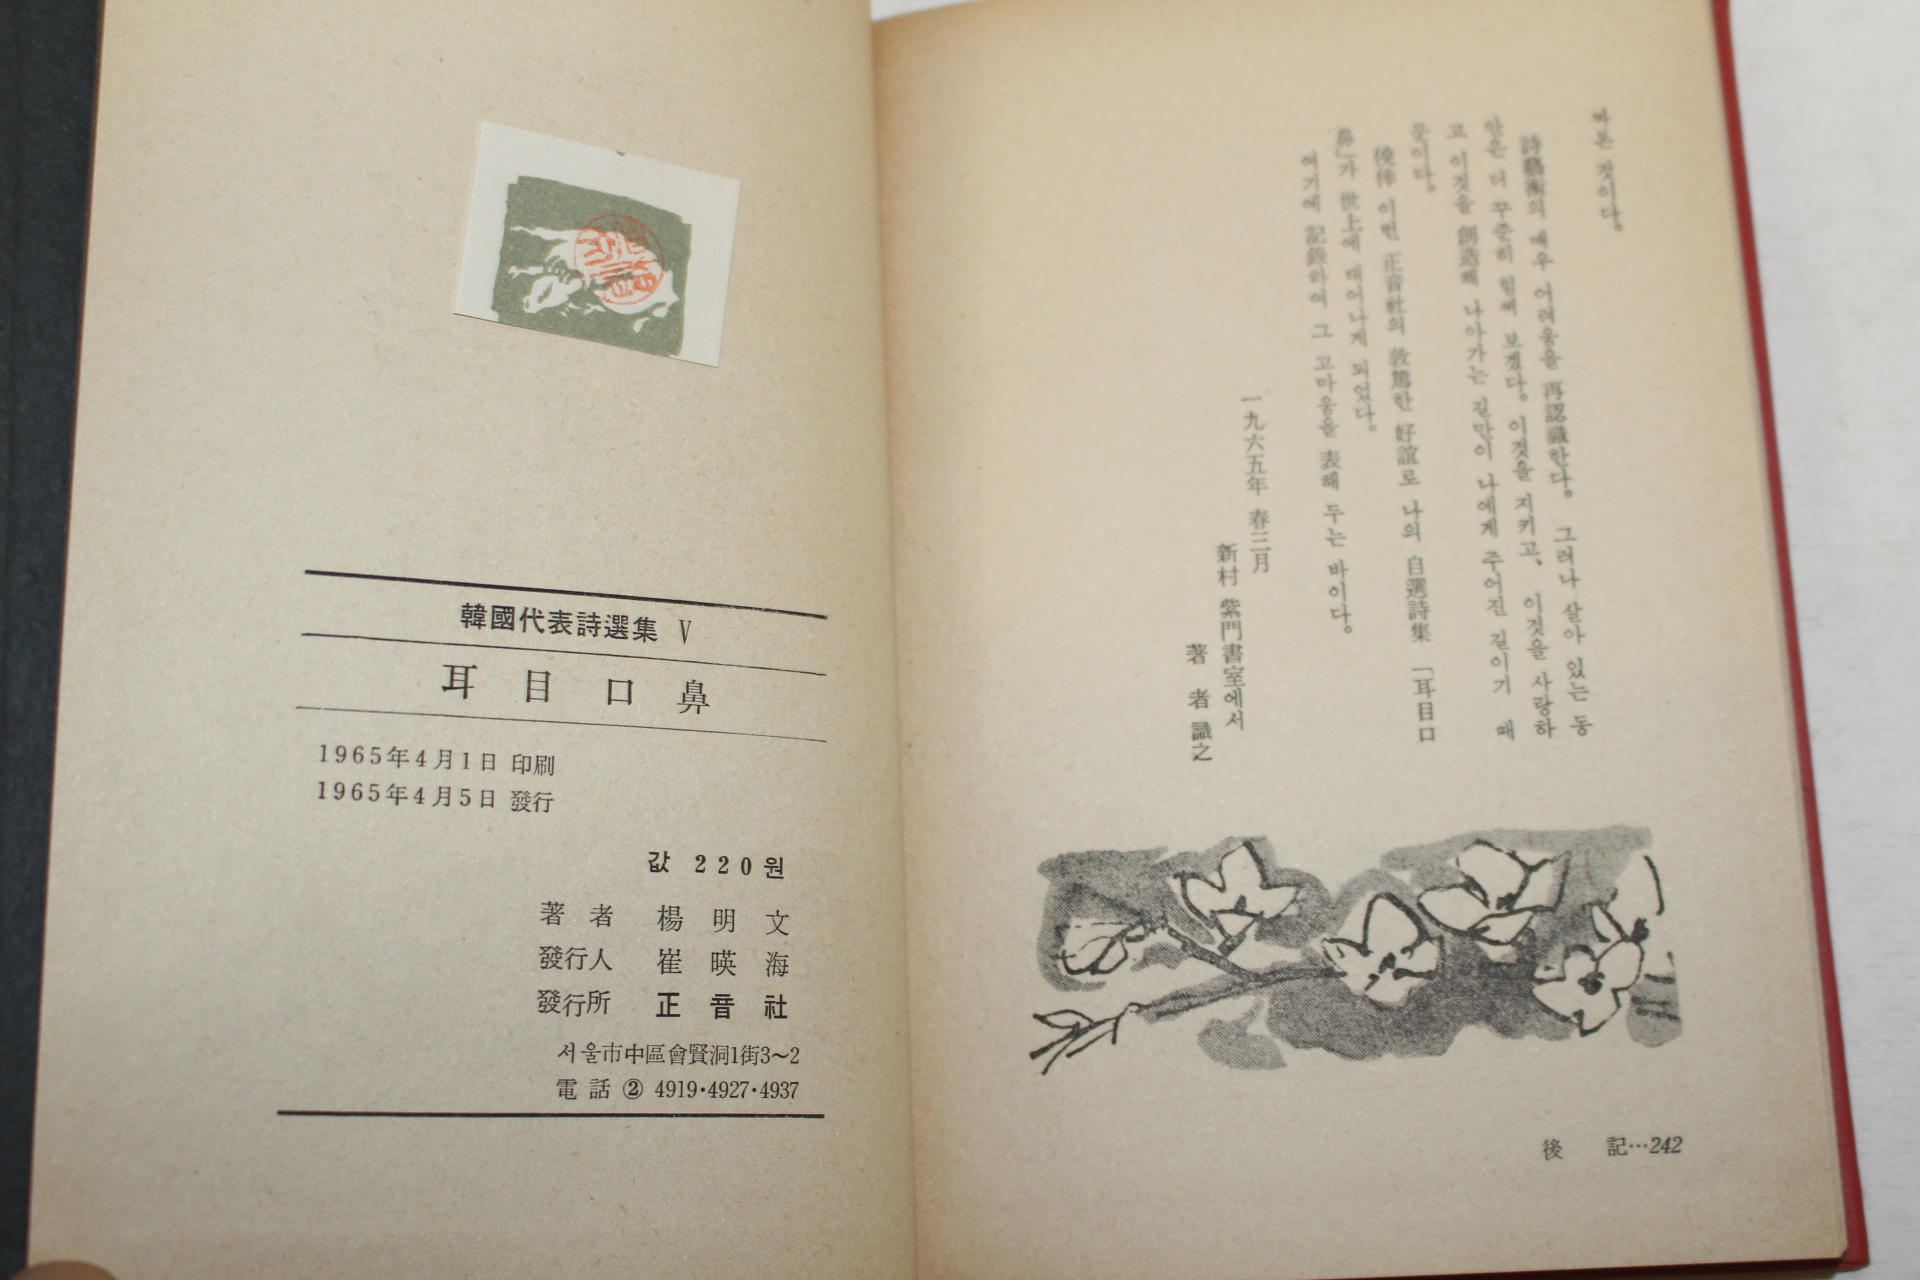 짜본 것이다.
詩藝術의 매우 어려움을 再認識한다. 그러나 살아 있는 동
안은 더 꾸준히 힘써 보겠다. 이것을 지키고, 이것을 사랑하
고 이것을 創造해 나아가는 길만이 나에게 주어진 길이기 때
문이다.
僥倖 이번 正音社의 敦篤한 好誼로 나의 自選詩集 「耳目口
鼻」가 世上에 태어나게 되었다.
여기에 記錄하여 그 고마움을 表해 두는 바이다.
一九六五年 春三月
新村 紫門書室에서
著 者 識之
後 記…242
韓國代表詩選集 V
耳目口鼻
1965年4月1日 印刷
1965年4月5日 發行
값 220원
著者 楊明文
發行人 崔暎海
發行所 正音社
서울市中區會賢洞1街3~2
電話 ② 4919·4927·4937